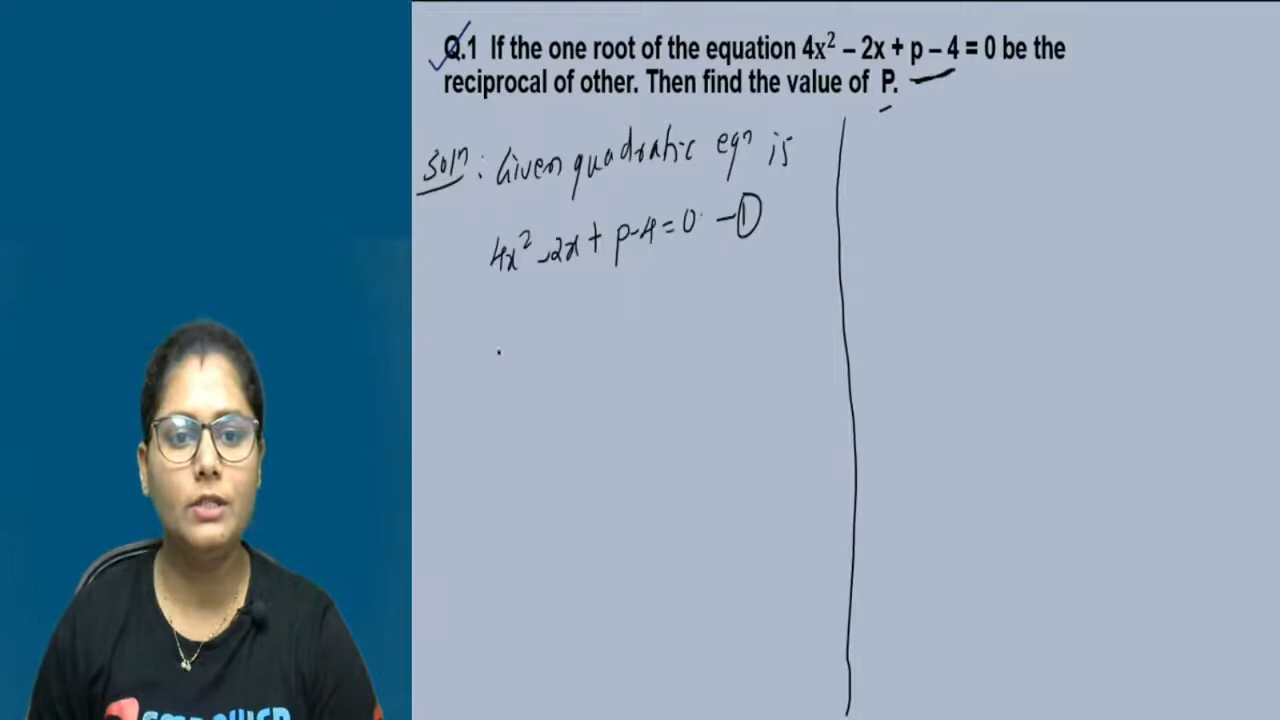 Q.1 If the one root of the equation 4x² – 2x + p – 4 = 0 be the
reciprocal of other. Then find the value of P.
Soln: Given quadratic eqn is
4x² - 2x + p-4 = 0 - ①